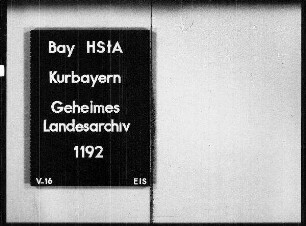 Bay HStA
Kurbayern
Geheimes
Landesarchiv
1192
V-16 EIS